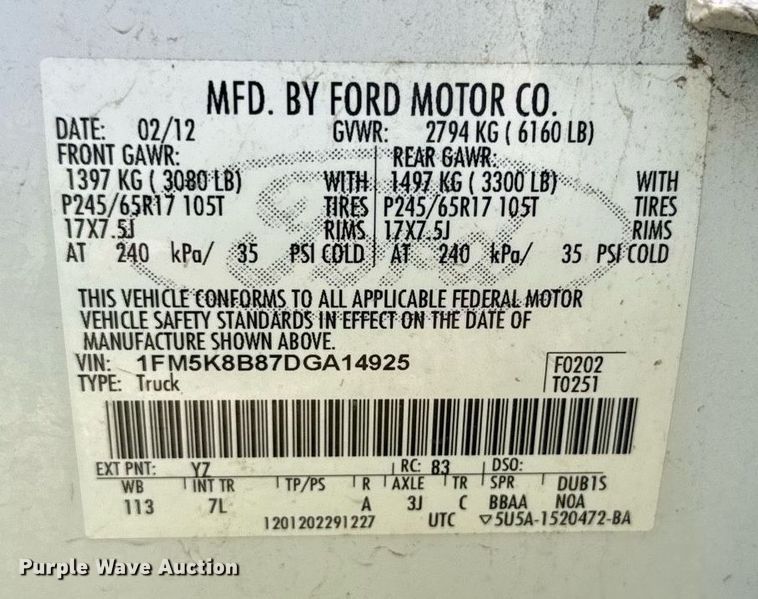 MFD. BY FORD MOTOR CO.
DATE: 02/12 GVWR: 2794 KG ( 6160 LB)
FRONT GAWR: REAR GAWR:
1397 KG ( 3080 LB) WITH 1497 KG ( 3300 LB) WITH
P245/65R17 105T TIRES P245/65R17 105T TIRES
17X7.5J RIMS 17X7.5J RIMS
AT 240 kPa/ 35 PSI COLD AT 240 kPa/ 35 PSI COLD
Ford
THIS VEHICLE CONFORMS TO ALL APPLICABLE FEDERAL MOTOR
VEHICLE SAFETY STANDARDS IN EFFECT ON THE DATE OF
MANUFACTURE SHOWN ABOVE.
VIN: 1FM5K8B87DGA14925 F0202
TYPE: Truck T0251
EXT PNT: YZ RC: 83 DSO:
WB INT TR TP/PS R AXLE TR SPR DUB1S
113 7L A 3J C BBAA NOA
1201202291227 UTC ▽5U5A-1520472-BA
Purple Wave Auction